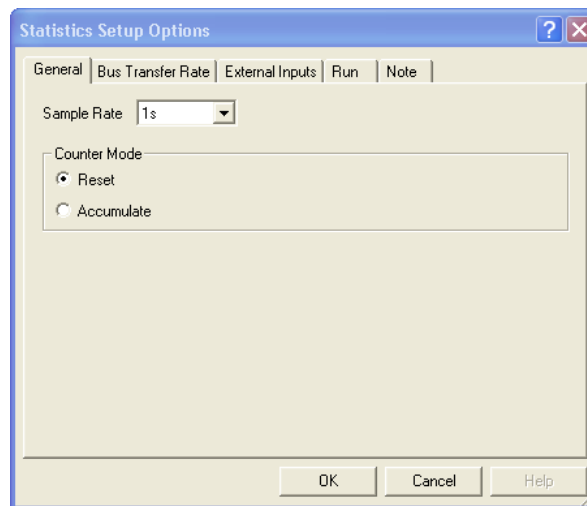 Statistics Setup Options
General Bus Transfer Rate External Inputs Run Note
Sample Rate 1s
Counter Mode
Reset
Accumulate
OK Cancel Help